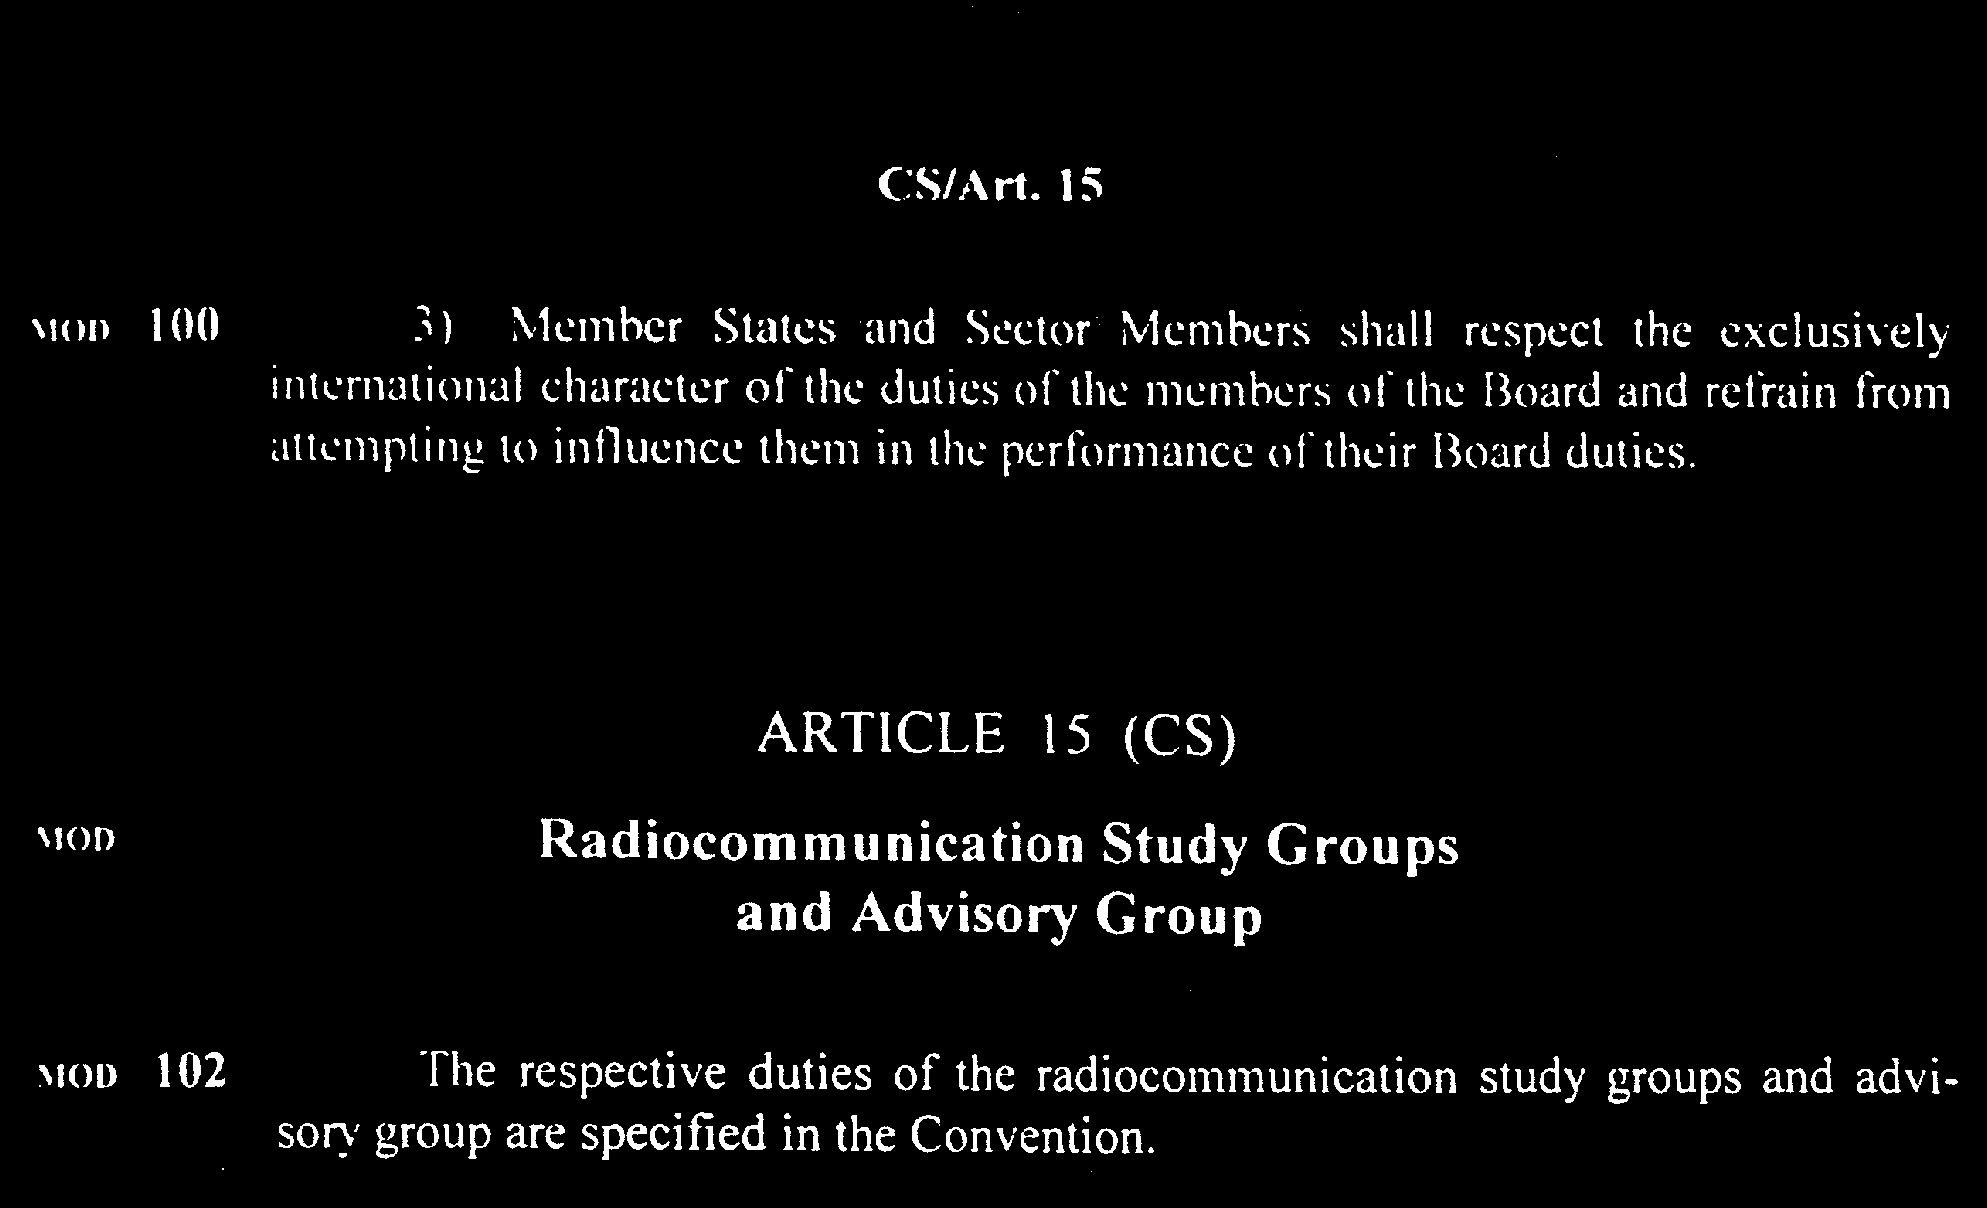 CS/Art. 15
MOD 100 3) Member States and Sector Members shall respect the exclusively
international character of the duties of the members of the Board and refrain from
attempting to influence them in the performance of their Board duties.
ARTICLE 15 (CS)
MOD Radiocommunication Study Groups
and Advisory Group
MOD 102 The respective duties of the radiocommunication study groups and advi-
sory group are specified in the Convention.